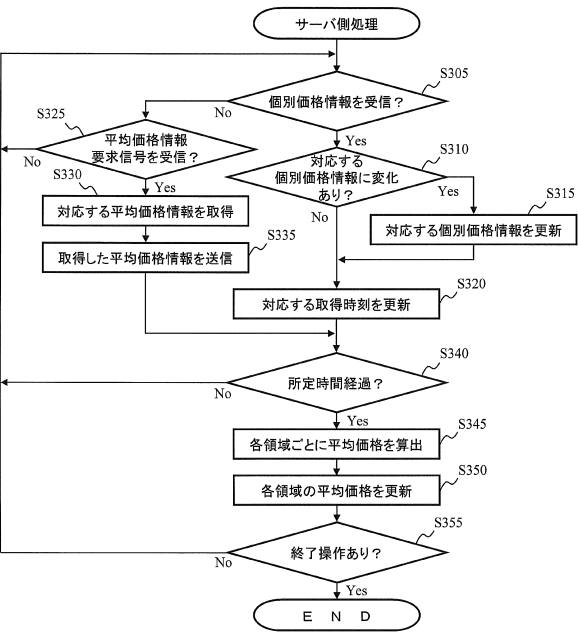 サーバ側処理
S305
個別価格情報を受信？
No
Yes
S325
平均価格情報
要求信号を受信？
No
Yes
S310
対応する
個別価格情報に変化
あり？
Yes
No
S330
対応する平均価格情報を取得
S315
対応する個別価格情報を更新
S335
取得した平均価格情報を送信
S320
対応する取得時刻を更新
S340
所定時間経過？
No
Yes
S345
各領域ごとに平均価格を算出
S350
各領域の平均価格を更新
S355
終了操作あり？
No
Yes
ＥＮＤ